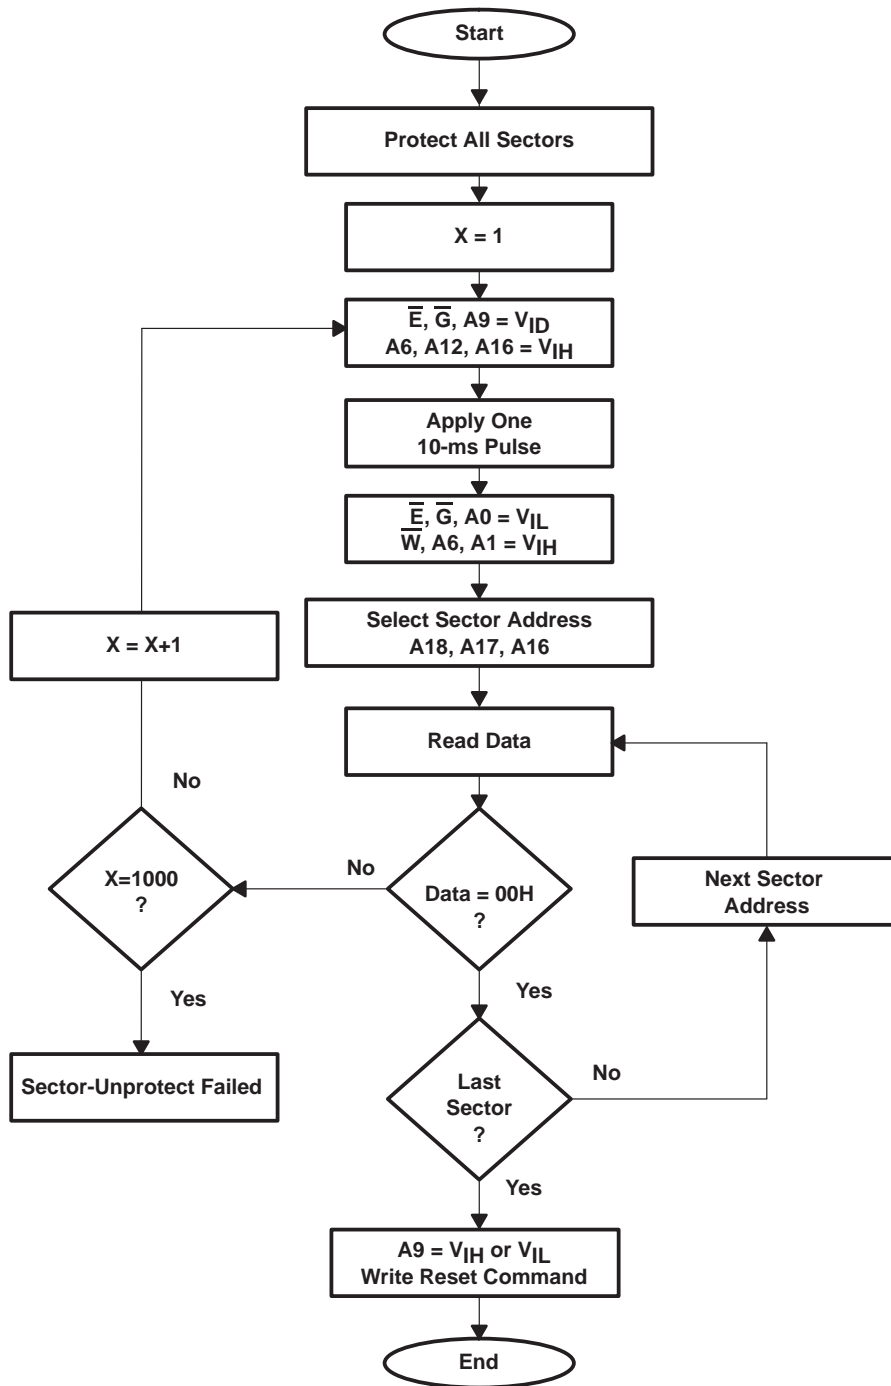 Start
Protect All Sectors
X = 1
E̅, G̅, A9 = VID
A6, A12, A16 = VIH
Apply One
10-ms Pulse
E̅, G̅, A0 = VIL
W̅, A6, A1 = VIH
Select Sector Address
A18, A17, A16
X = X+1
Read Data
No
X=1000
?
No
Data = 00H
?
Next Sector
Address
Yes
Yes
Sector-Unprotect Failed
Last
Sector
?
No
Yes
A9 = VIH or VIL
Write Reset Command
End